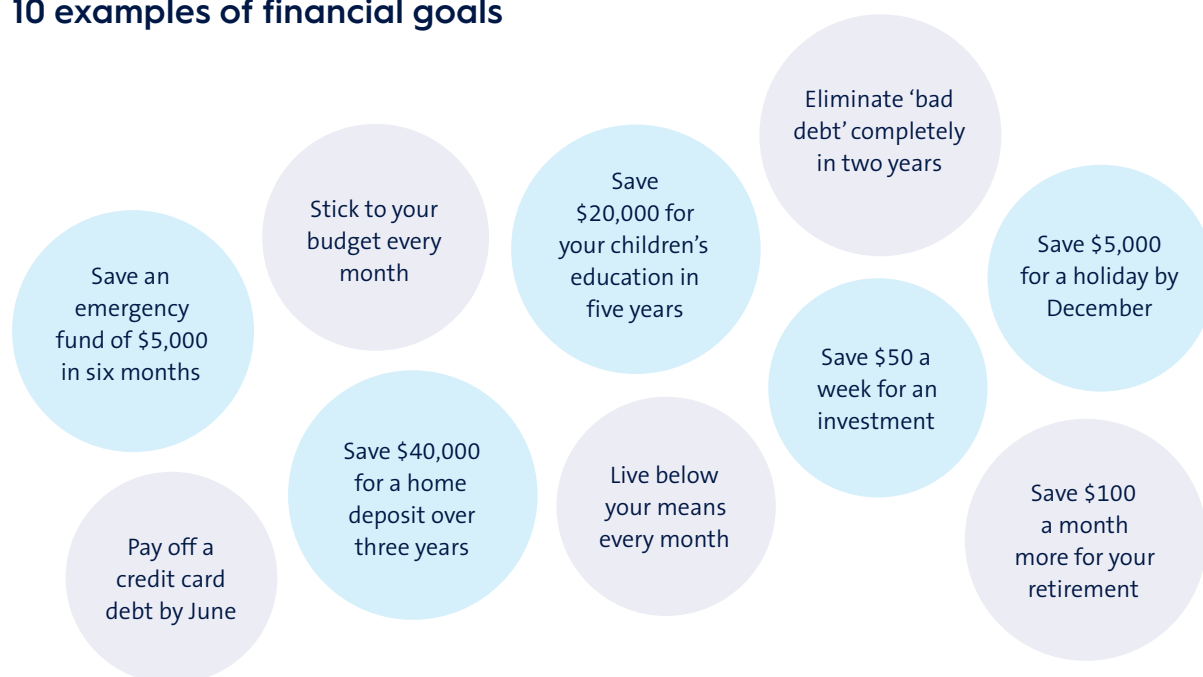 10 examples of financial goals
Save an
emergency
fund of $5,000
in six months
Stick to your
budget every
month
Save
$20,000 for
your children’s
education in
five years
Eliminate ‘bad
debt’ completely
in two years
Save $5,000
for a holiday by
December
Pay off a
credit card
debt by June
Save $40,000
for a home
deposit over
three years
Live below
your means
every month
Save $50 a
week for an
investment
Save $100
a month
more for your
retirement